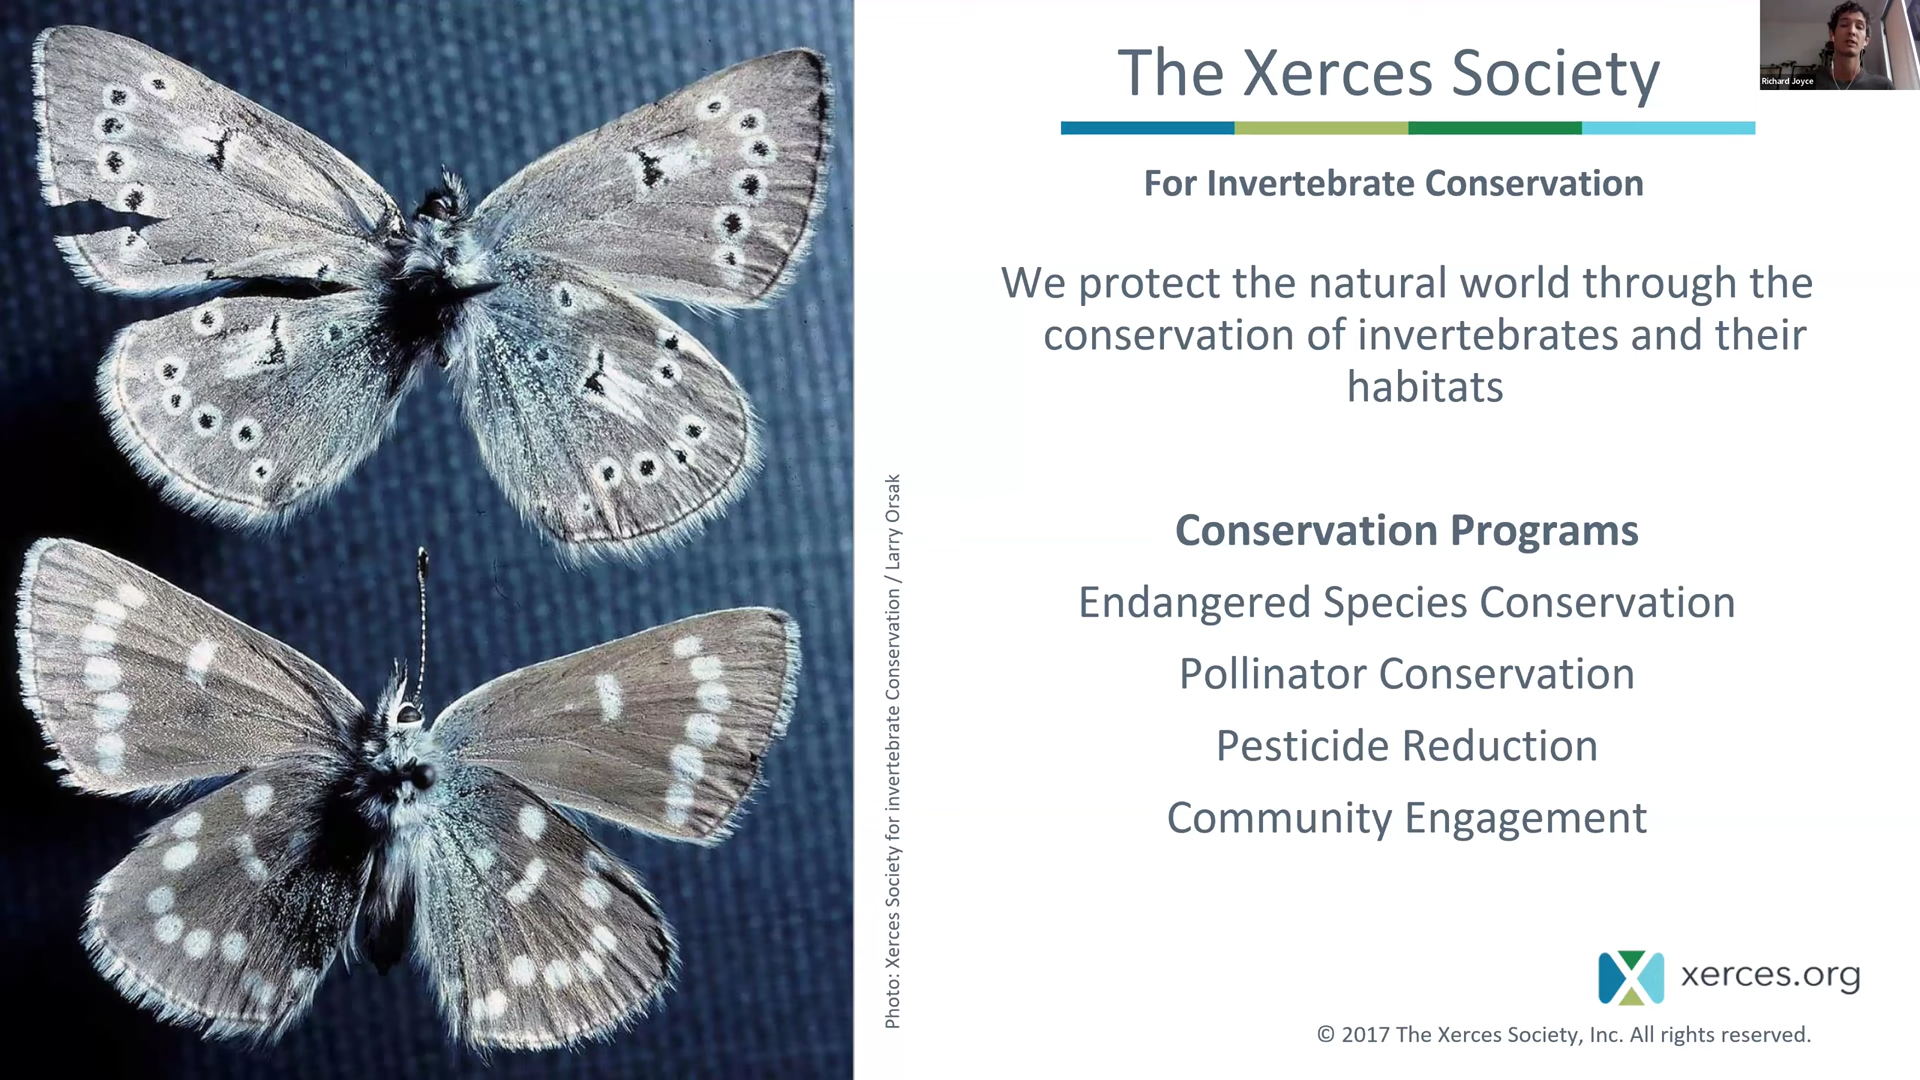 The Xerces Society
Richard Joyce
For Invertebrate Conservation
We protect the natural world through the
conservation of invertebrates and their
habitats
Conservation Programs
Endangered Species Conservation
Pollinator Conservation
Pesticide Reduction
Community Engagement
Photo: Xerces Society for invertebrate Conservation / Larry Orsak
xerces.org
© 2017 The Xerces Society, Inc. All rights reserved.